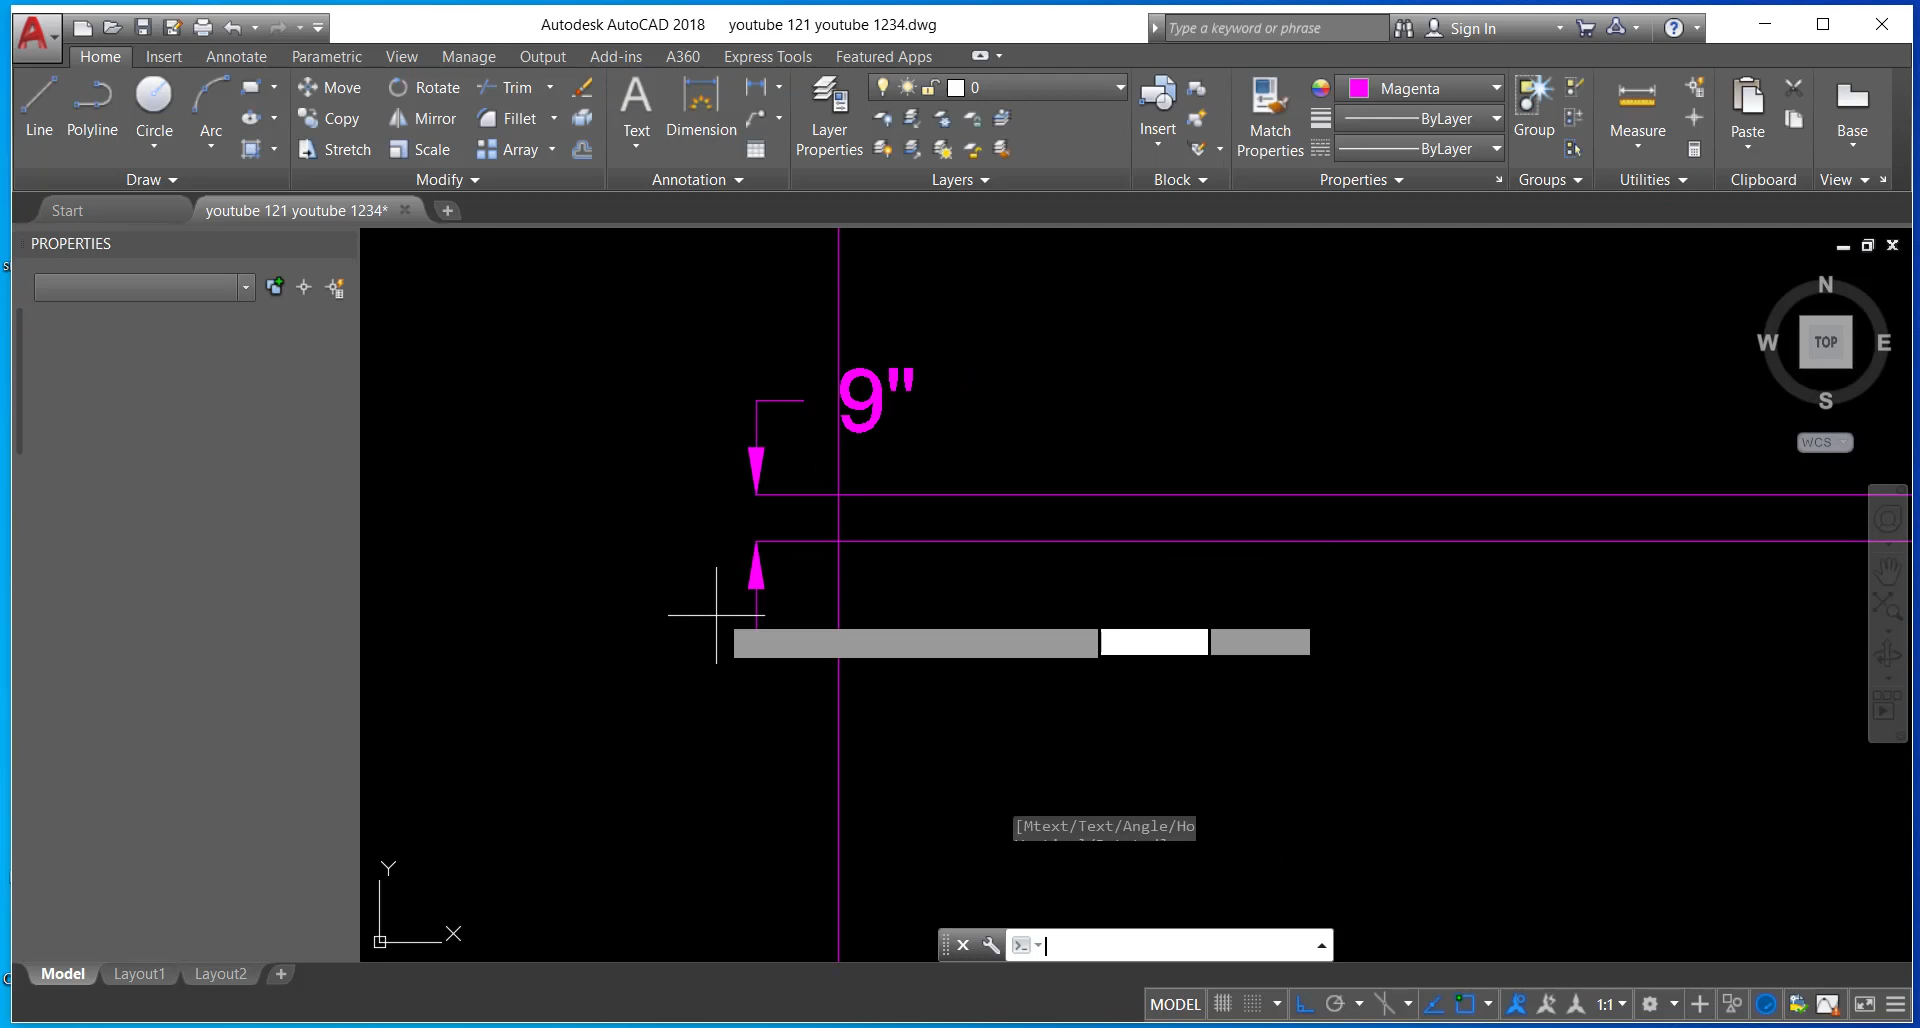 Autodesk AutoCAD 2018 youtube 121 youtube 1234.dwg
Type a keyword or phrase
Sign In
Home Insert Annotate Parametric View Manage Output Add-ins A360 Express Tools Featured Apps
Line Polyline Circle Arc
Move Rotate Trim
Copy Mirror Fillet
Stretch Scale Array
Text Dimension
Layer Properties
0
Insert
Match Properties
Magenta
ByLayer
ByLayer
Group
Measure
Paste
Base
Draw Modify Annotation Layers Block Properties Groups Utilities Clipboard View
Start youtube 121 youtube 1234*
PROPERTIES
N
W TOP E
S
WCS
9"
[Mtext/Text/Angle/Ho
Y
X
Model Layout1 Layout2
MODEL 1:1